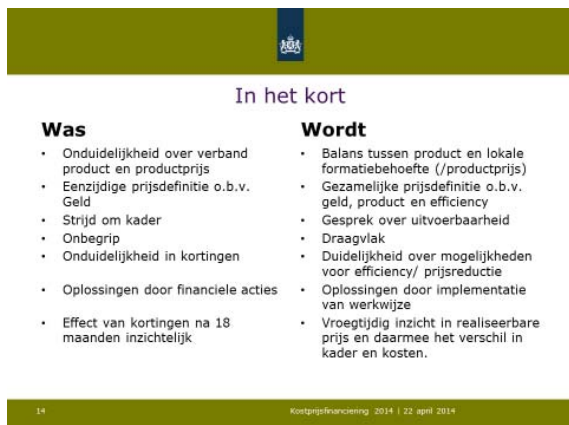 In het kort
Was
• Onduidelijkheid over verband
product en productprijs
• Eenzijdige prijsdefinitie o.b.v.
Geld
• Strijd om kader
• Onbegrip
• Onduidelijkheid in kortingen
• Oplossingen door financiele acties
• Effect van kortingen na 18
maanden inzichtelijk
Wordt
• Balans tussen product en lokale
formatiebehoefte (/productprijs)
• Gezamelijke prijsdefinitie o.b.v.
geld, product en efficiency
• Gesprek over uitvoerbaarheid
• Draagvlak
• Duidelijkheid over mogelijkheden
voor efficiency/ prijsreductie
• Oplossingen door implementatie
van werkwijze
• Vroegtijdig inzicht in realiseerbare
prijs en daarmee het verschil in
kader en kosten.
14
Kostprijsfinanciering 2014 | 22 april 2014